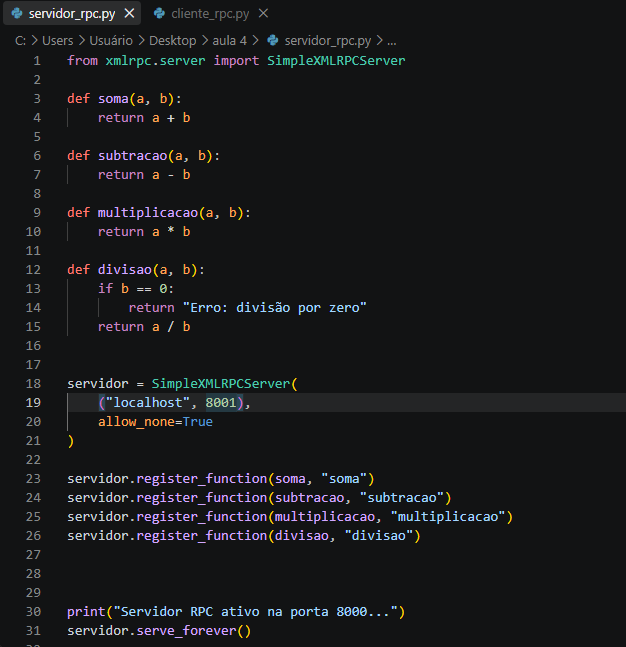 servidor_rpc.py cliente_rpc.py
C: > Users > Usuário > Desktop > aula 4 > servidor_rpc.py > ...
1 from xmlrpc.server import SimpleXMLRPCServer
2
3 def soma(a, b):
4     return a + b
5
6 def subtracao(a, b):
7     return a - b
8
9 def multiplicacao(a, b):
10     return a * b
11
12 def divisao(a, b):
13     if b == 0:
14         return "Erro: divisão por zero"
15     return a / b
16
17
18 servidor = SimpleXMLRPCServer(
19     ("localhost", 8001),
20     allow_none=True
21 )
22
23 servidor.register_function(soma, "soma")
24 servidor.register_function(subtracao, "subtracao")
25 servidor.register_function(multiplicacao, "multiplicacao")
26 servidor.register_function(divisao, "divisao")
27
28
29
30 print("Servidor RPC ativo na porta 8000...")
31 servidor.serve_forever()